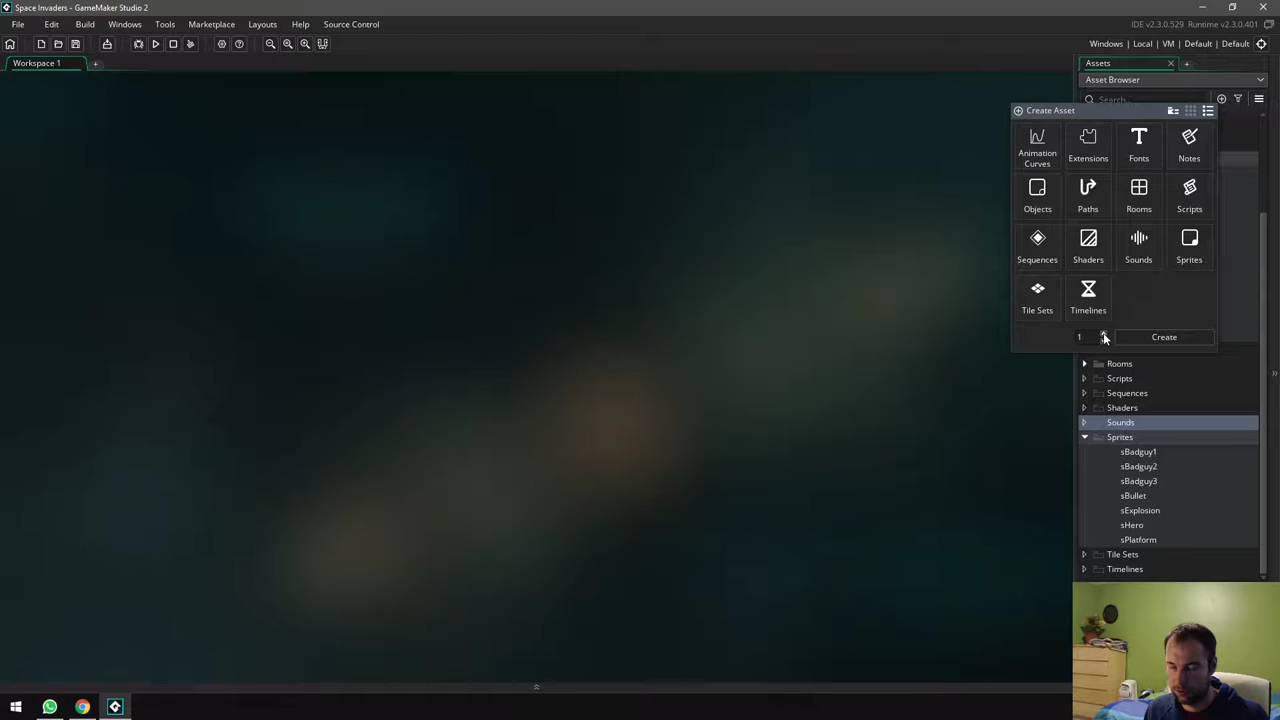 Space Invaders - GameMaker Studio 2
File Edit Build Windows Tools Marketplace Layouts Help Source Control
IDE v2.3.0.529 Runtime v2.3.0.401
Windows | Local | VM | Default | Default
Workspace 1
Assets
Asset Browser
Search...
Create Asset
Animation Curves
Extensions
Fonts
Notes
Objects
Paths
Rooms
Scripts
Sequences
Shaders
Sounds
Sprites
Tile Sets
Timelines
1
Create
Rooms
Scripts
Sequences
Shaders
Sounds
Sprites
sBadguy1
sBadguy2
sBadguy3
sBullet
sExplosion
sHero
sPlatform
Tile Sets
Timelines